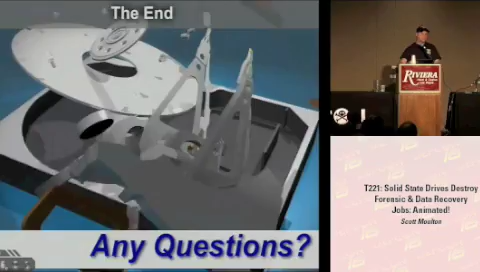 The End
Any Questions?
RIVIERA
T221: Solid State Drives Destroy
Forensic & Data Recovery
Jobs: Animated!
Scott Moulton